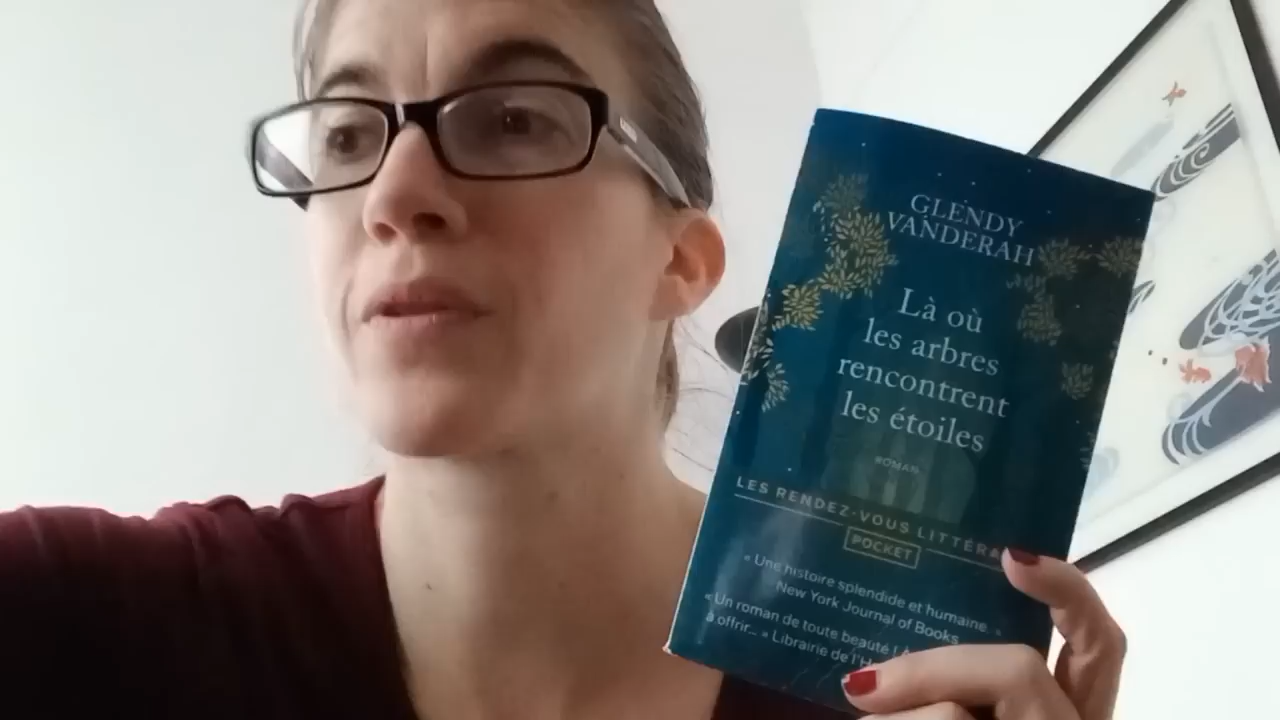 GLENDY
VANDERAH
Là où
les arbres
rencontrent
les étoiles
ROMAN
LES RENDEZ-VOUS LITTÉRA
POCKET
« Une histoire splendide et humaine. »
New York Journal of Books
« Un roman de toute beauté ! À
à offrir... » Librairie de l'H